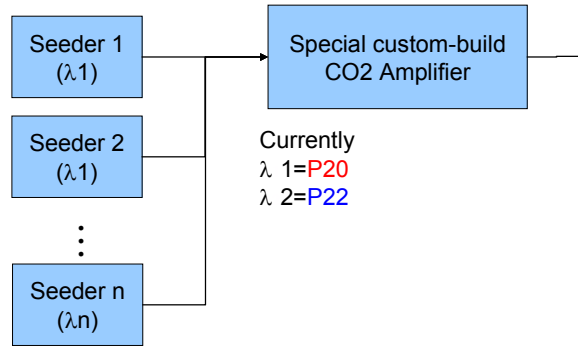 Seeder 1
(λ1)
Special custom-build
CO2 Amplifier
Seeder 2
(λ1)
Currently
λ 1=P20
λ 2=P22
Seeder n
(λn)